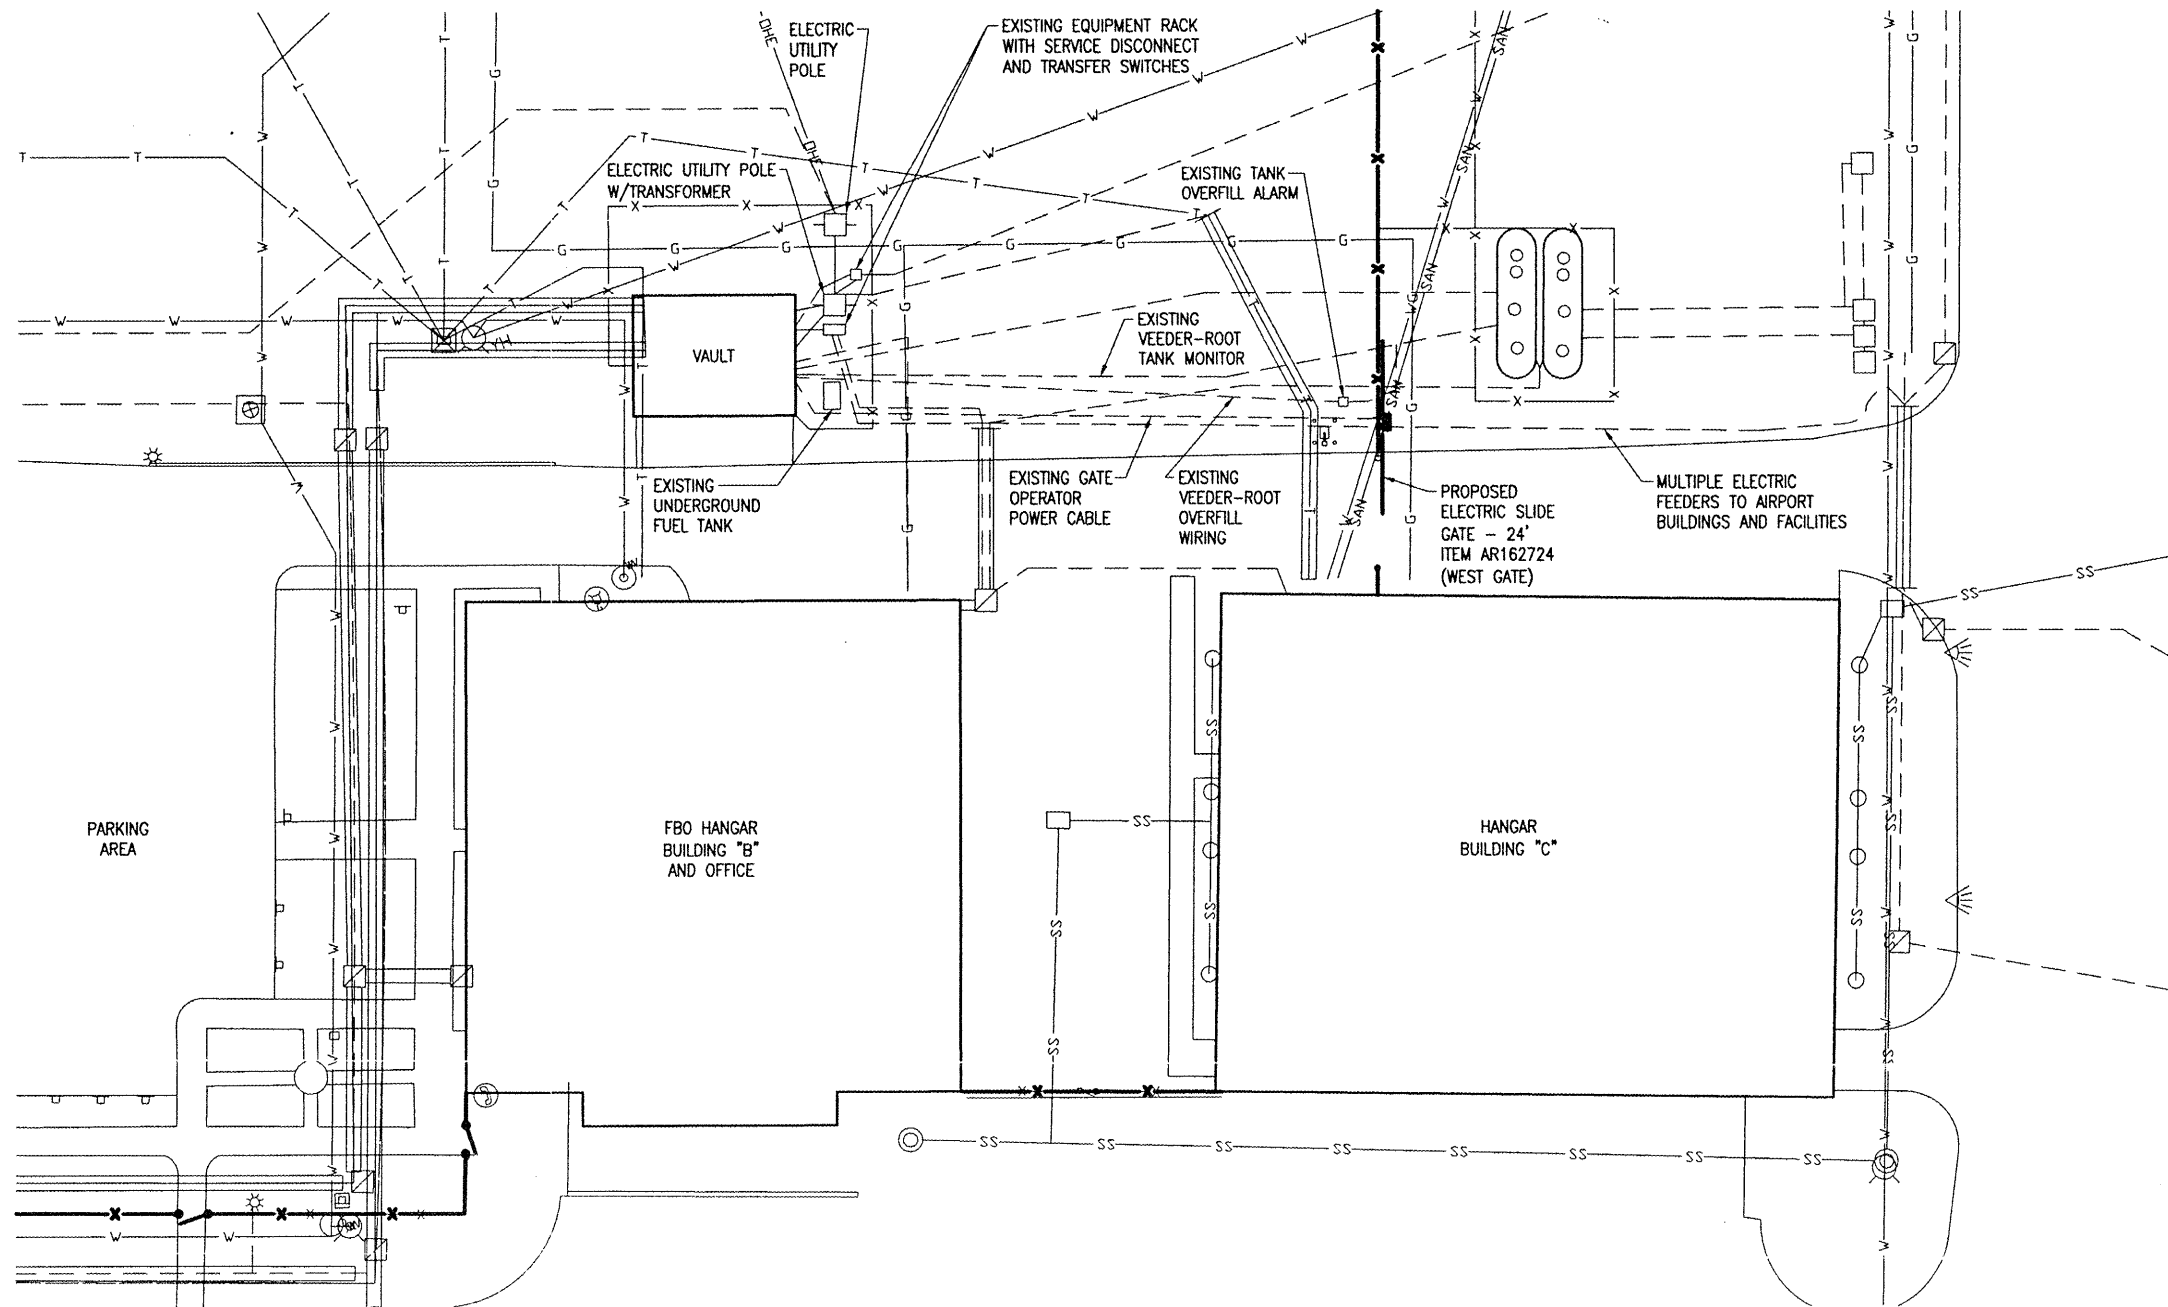 ELECTRIC
UTILITY
POLE
EXISTING EQUIPMENT RACK
WITH SERVICE DISCONNECT
AND TRANSFER SWITCHES
ELECTRIC UTILITY POLE
W/TRANSFORMER
EXISTING TANK
OVERFILL ALARM
VAULT
EXISTING
VEEDER-ROOT
TANK MONITOR
EXISTING
UNDERGROUND
FUEL TANK
EXISTING GATE
OPERATOR
POWER CABLE
EXISTING
VEEDER-ROOT
OVERFILL
WIRING
PROPOSED
ELECTRIC SLIDE
GATE - 24'
ITEM AR162724
(WEST GATE)
MULTIPLE ELECTRIC
FEEDERS TO AIRPORT
BUILDINGS AND FACILITIES
PARKING
AREA
FBO HANGAR
BUILDING "B"
AND OFFICE
HANGAR
BUILDING "C"